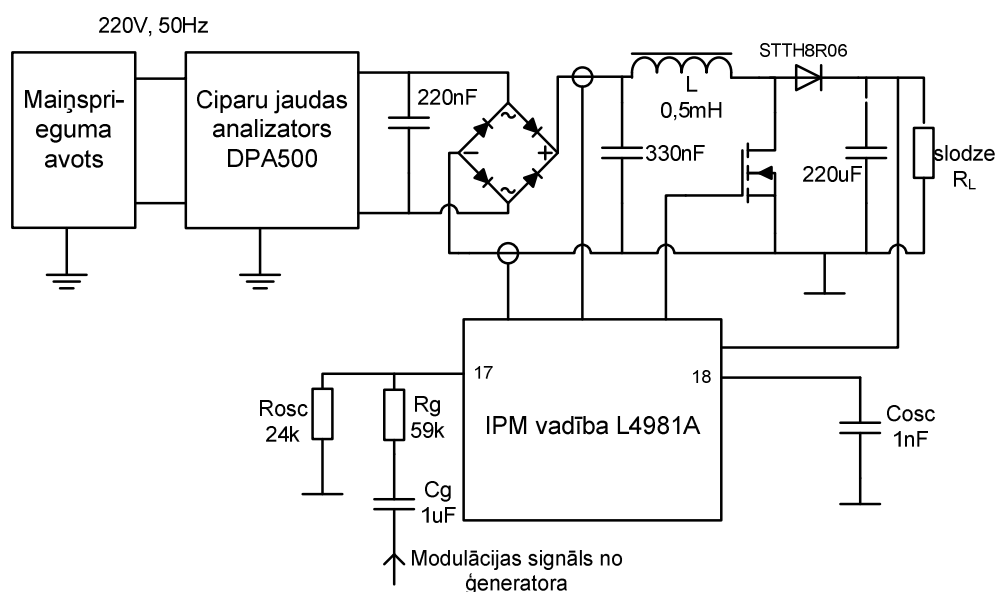 220V, 50Hz
Maiņspri-
eguma
avots
Ciparu jaudas
analizators
DPA500
220nF
~
~
−
+
L
0,5mH
STTH8R06
330nF
220uF
slodze
RL
17
18
IPM vadība L4981A
Rosc
24k
Rg
59k
Cg
1uF
Cosc
1nF
Modulācijas signāls no
ģeneratora